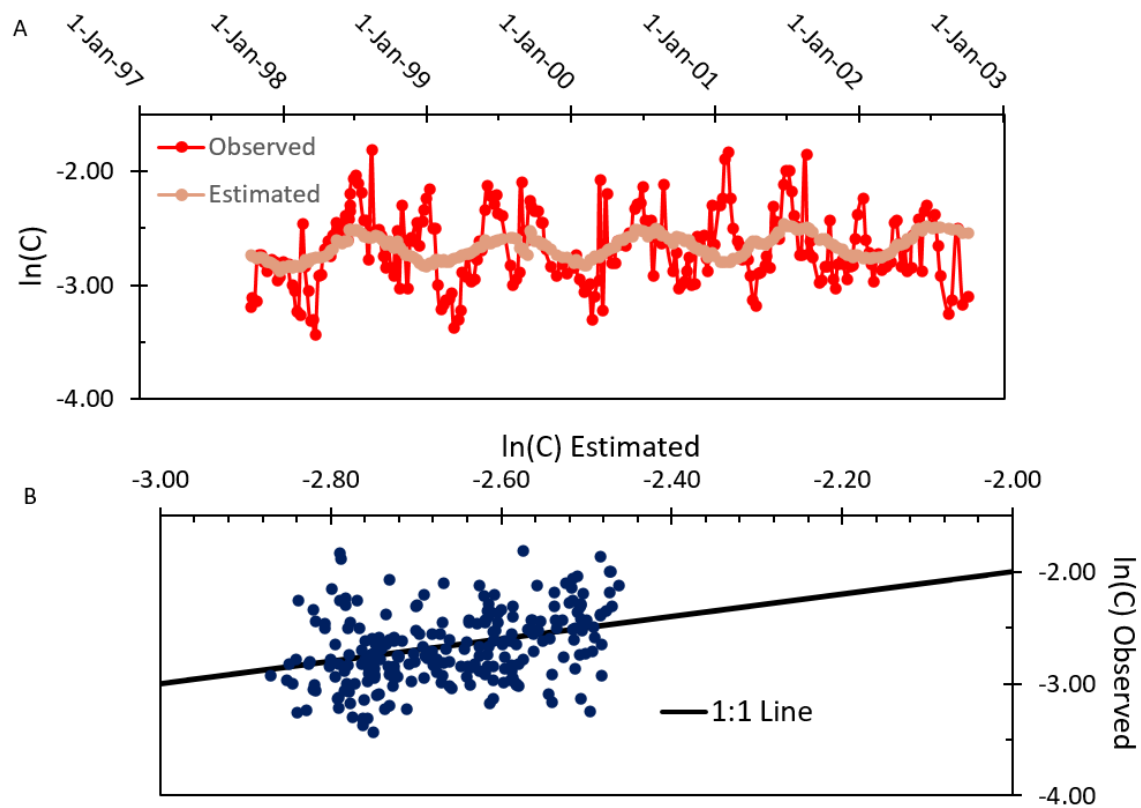 A
1-Jan-97 1-Jan-98 1-Jan-99 1-Jan-00 1-Jan-01 1-Jan-02 1-Jan-03
Observed
-2.00
Estimated
ln(C)
-3.00
-4.00
ln(C) Estimated
B
-3.00 -2.80 -2.60 -2.40 -2.20 -2.00
-2.00
ln(C) Observed
-3.00
1:1 Line
-4.00